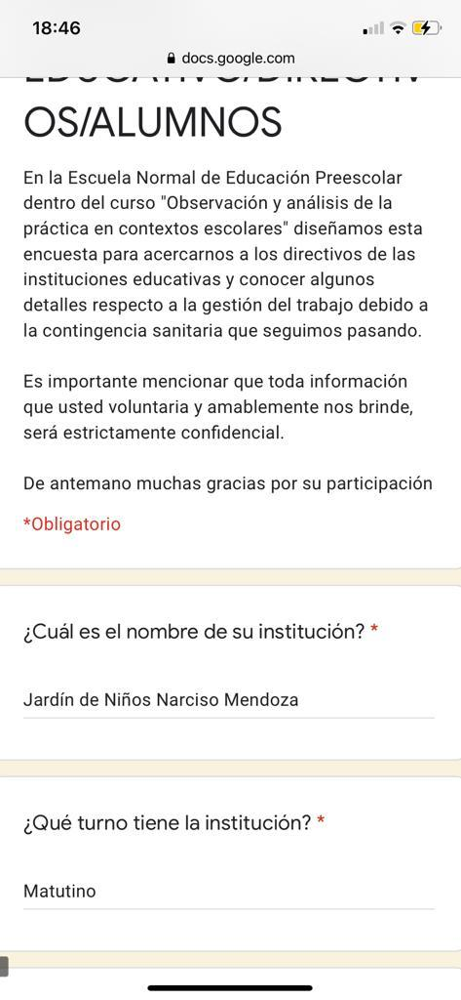 18:46
docs.google.com
OS/ALUMNOS
En la Escuela Normal de Educación Preescolar
dentro del curso "Observación y análisis de la
práctica en contextos escolares" diseñamos esta
encuesta para acercarnos a los directivos de las
instituciones educativas y conocer algunos
detalles respecto a la gestión del trabajo debido a
la contingencia sanitaria que seguimos pasando.
Es importante mencionar que toda información
que usted voluntaria y amablemente nos brinde,
será estrictamente confidencial.
De antemano muchas gracias por su participación
*Obligatorio
¿Cuál es el nombre de su institución? *
Jardín de Niños Narciso Mendoza
¿Qué turno tiene la institución? *
Matutino